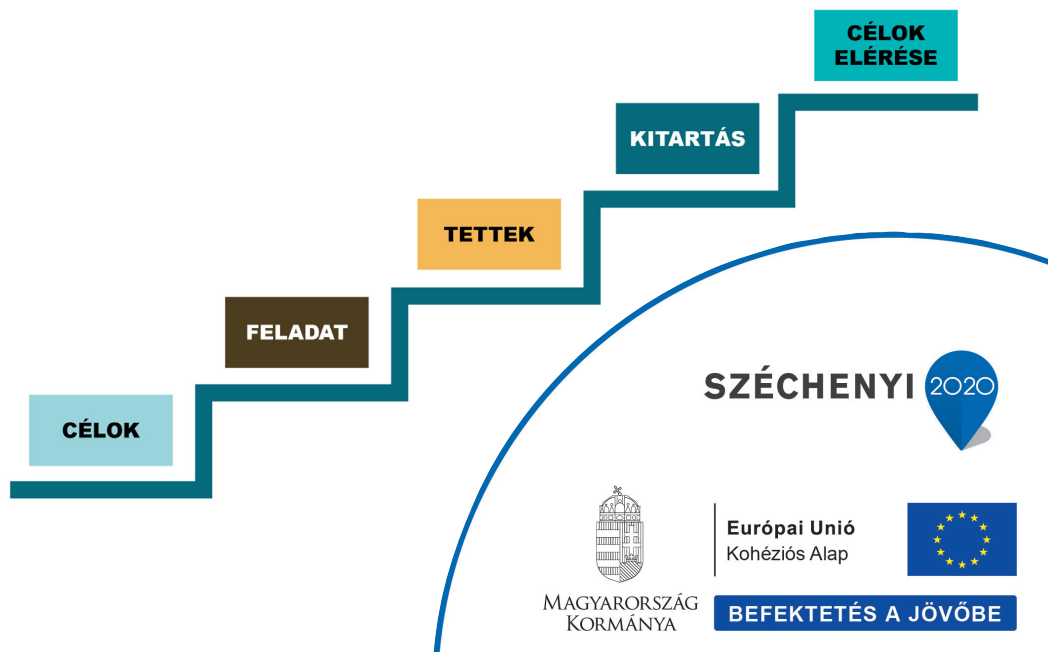 CÉLOK
ELÉRÉSE
KITARTÁS
TETTEK
FELADAT
CÉLOK
SZÉCHENYI 2020
Európai Unió
Kohéziós Alap
MAGYARORSZÁG
KORMÁNYA
BEFEKTETÉS A JÖVŐBE